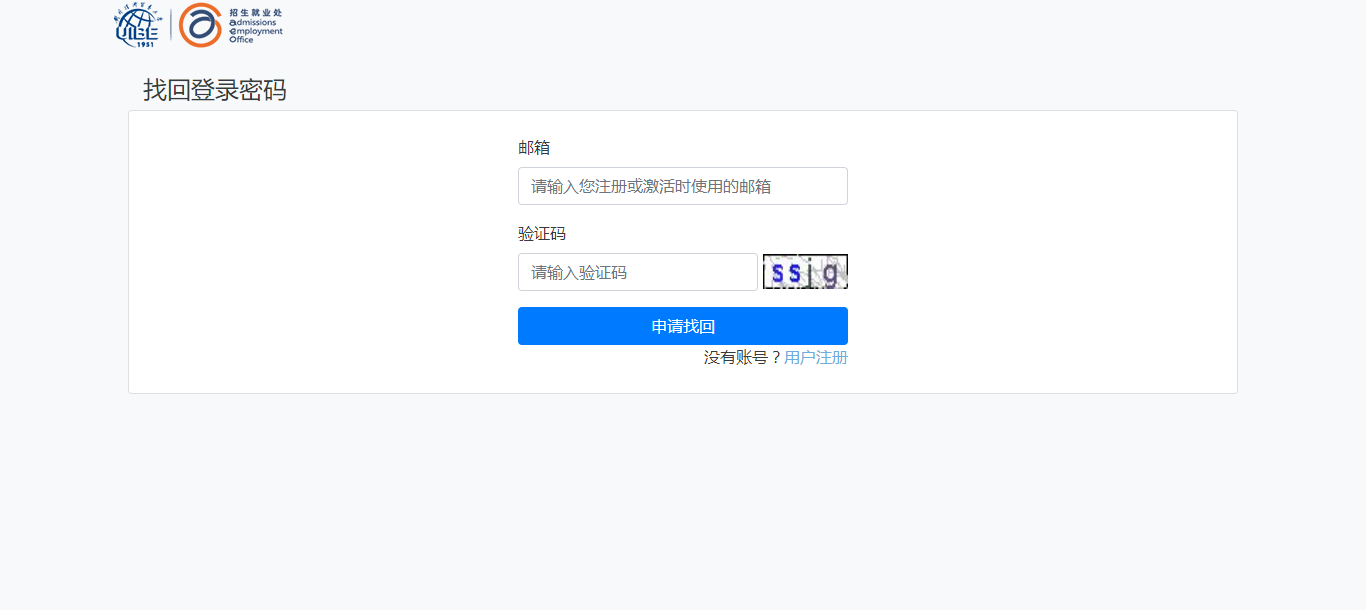 UIBE
1951
招生就业处
admissions
employment
Office
找回登录密码
邮箱
请输入您注册或激活时使用的邮箱
验证码
请输入验证码
申请找回
没有账号？用户注册